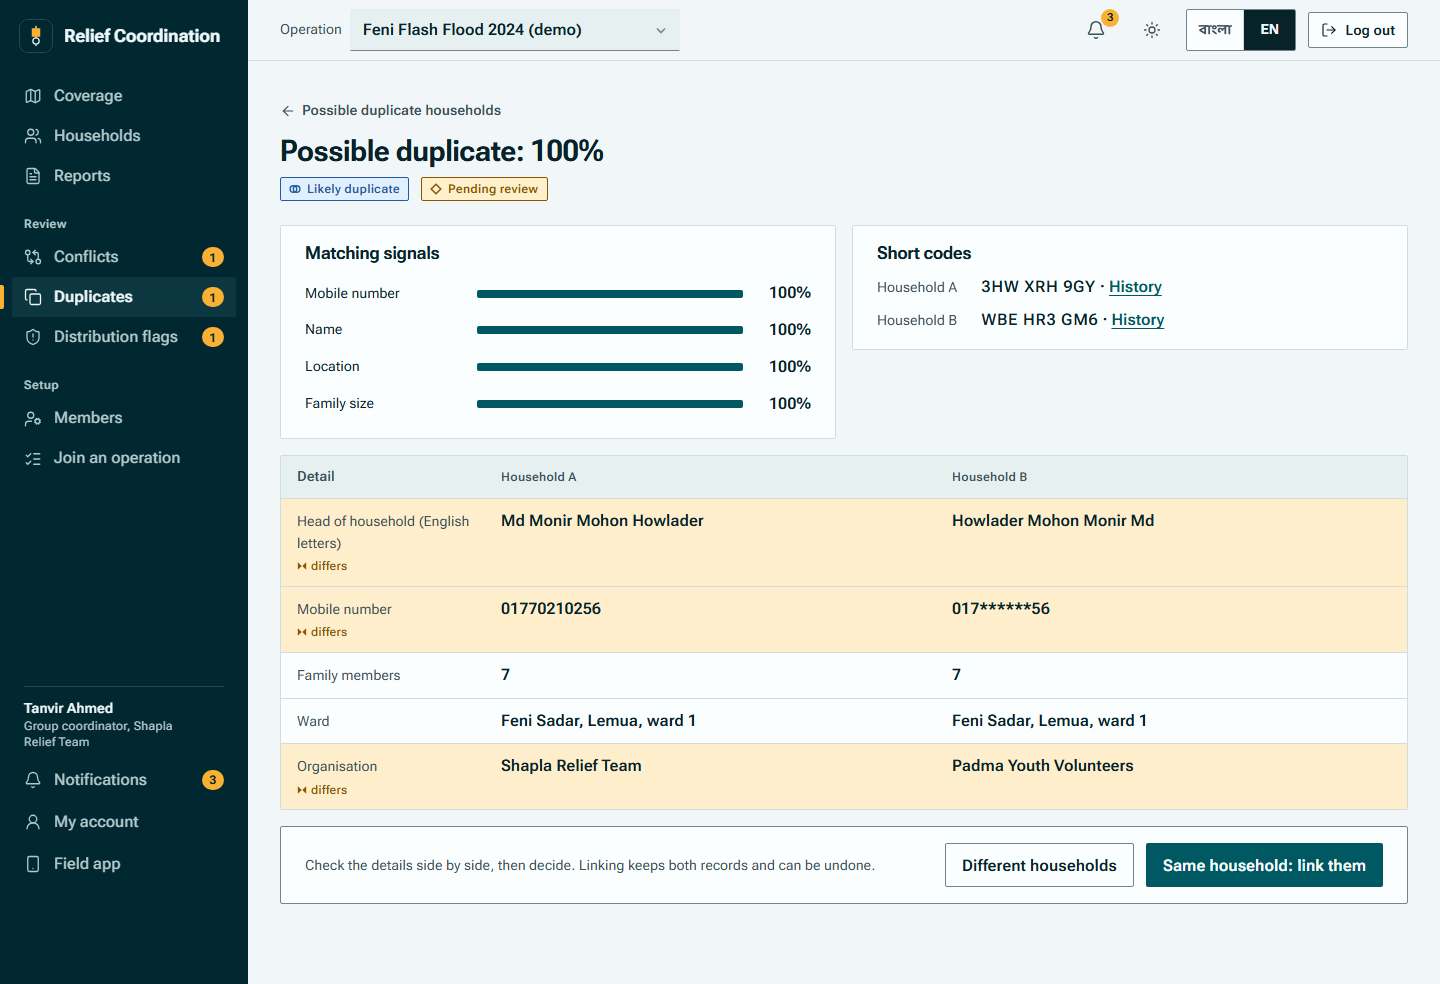 Relief Coordination
Coverage
Households
Reports
Review
Conflicts 1
Duplicates 1
Distribution flags 1
Setup
Members
Join an operation
Tanvir Ahmed
Group coordinator, Shapla
Relief Team
Notifications 3
My account
Field app
Operation Feni Flash Flood 2024 (demo)
3
বাংলা EN
Log out
Possible duplicate households
Possible duplicate: 100%
Likely duplicate Pending review
Matching signals
Mobile number 100%
Name 100%
Location 100%
Family size 100%
Short codes
Household A 3HW XRH 9GY · History
Household B WBE HR3 GM6 · History
Detail Household A Household B
Head of household (English
letters)
differs
Md Monir Mohon Howlader Howlader Mohon Monir Md
Mobile number 01770210256 017******56
differs
Family members 7 7
Ward Feni Sadar, Lemua, ward 1 Feni Sadar, Lemua, ward 1
Organisation Shapla Relief Team Padma Youth Volunteers
differs
Check the details side by side, then decide. Linking keeps both records and can be undone.
Different households Same household: link them